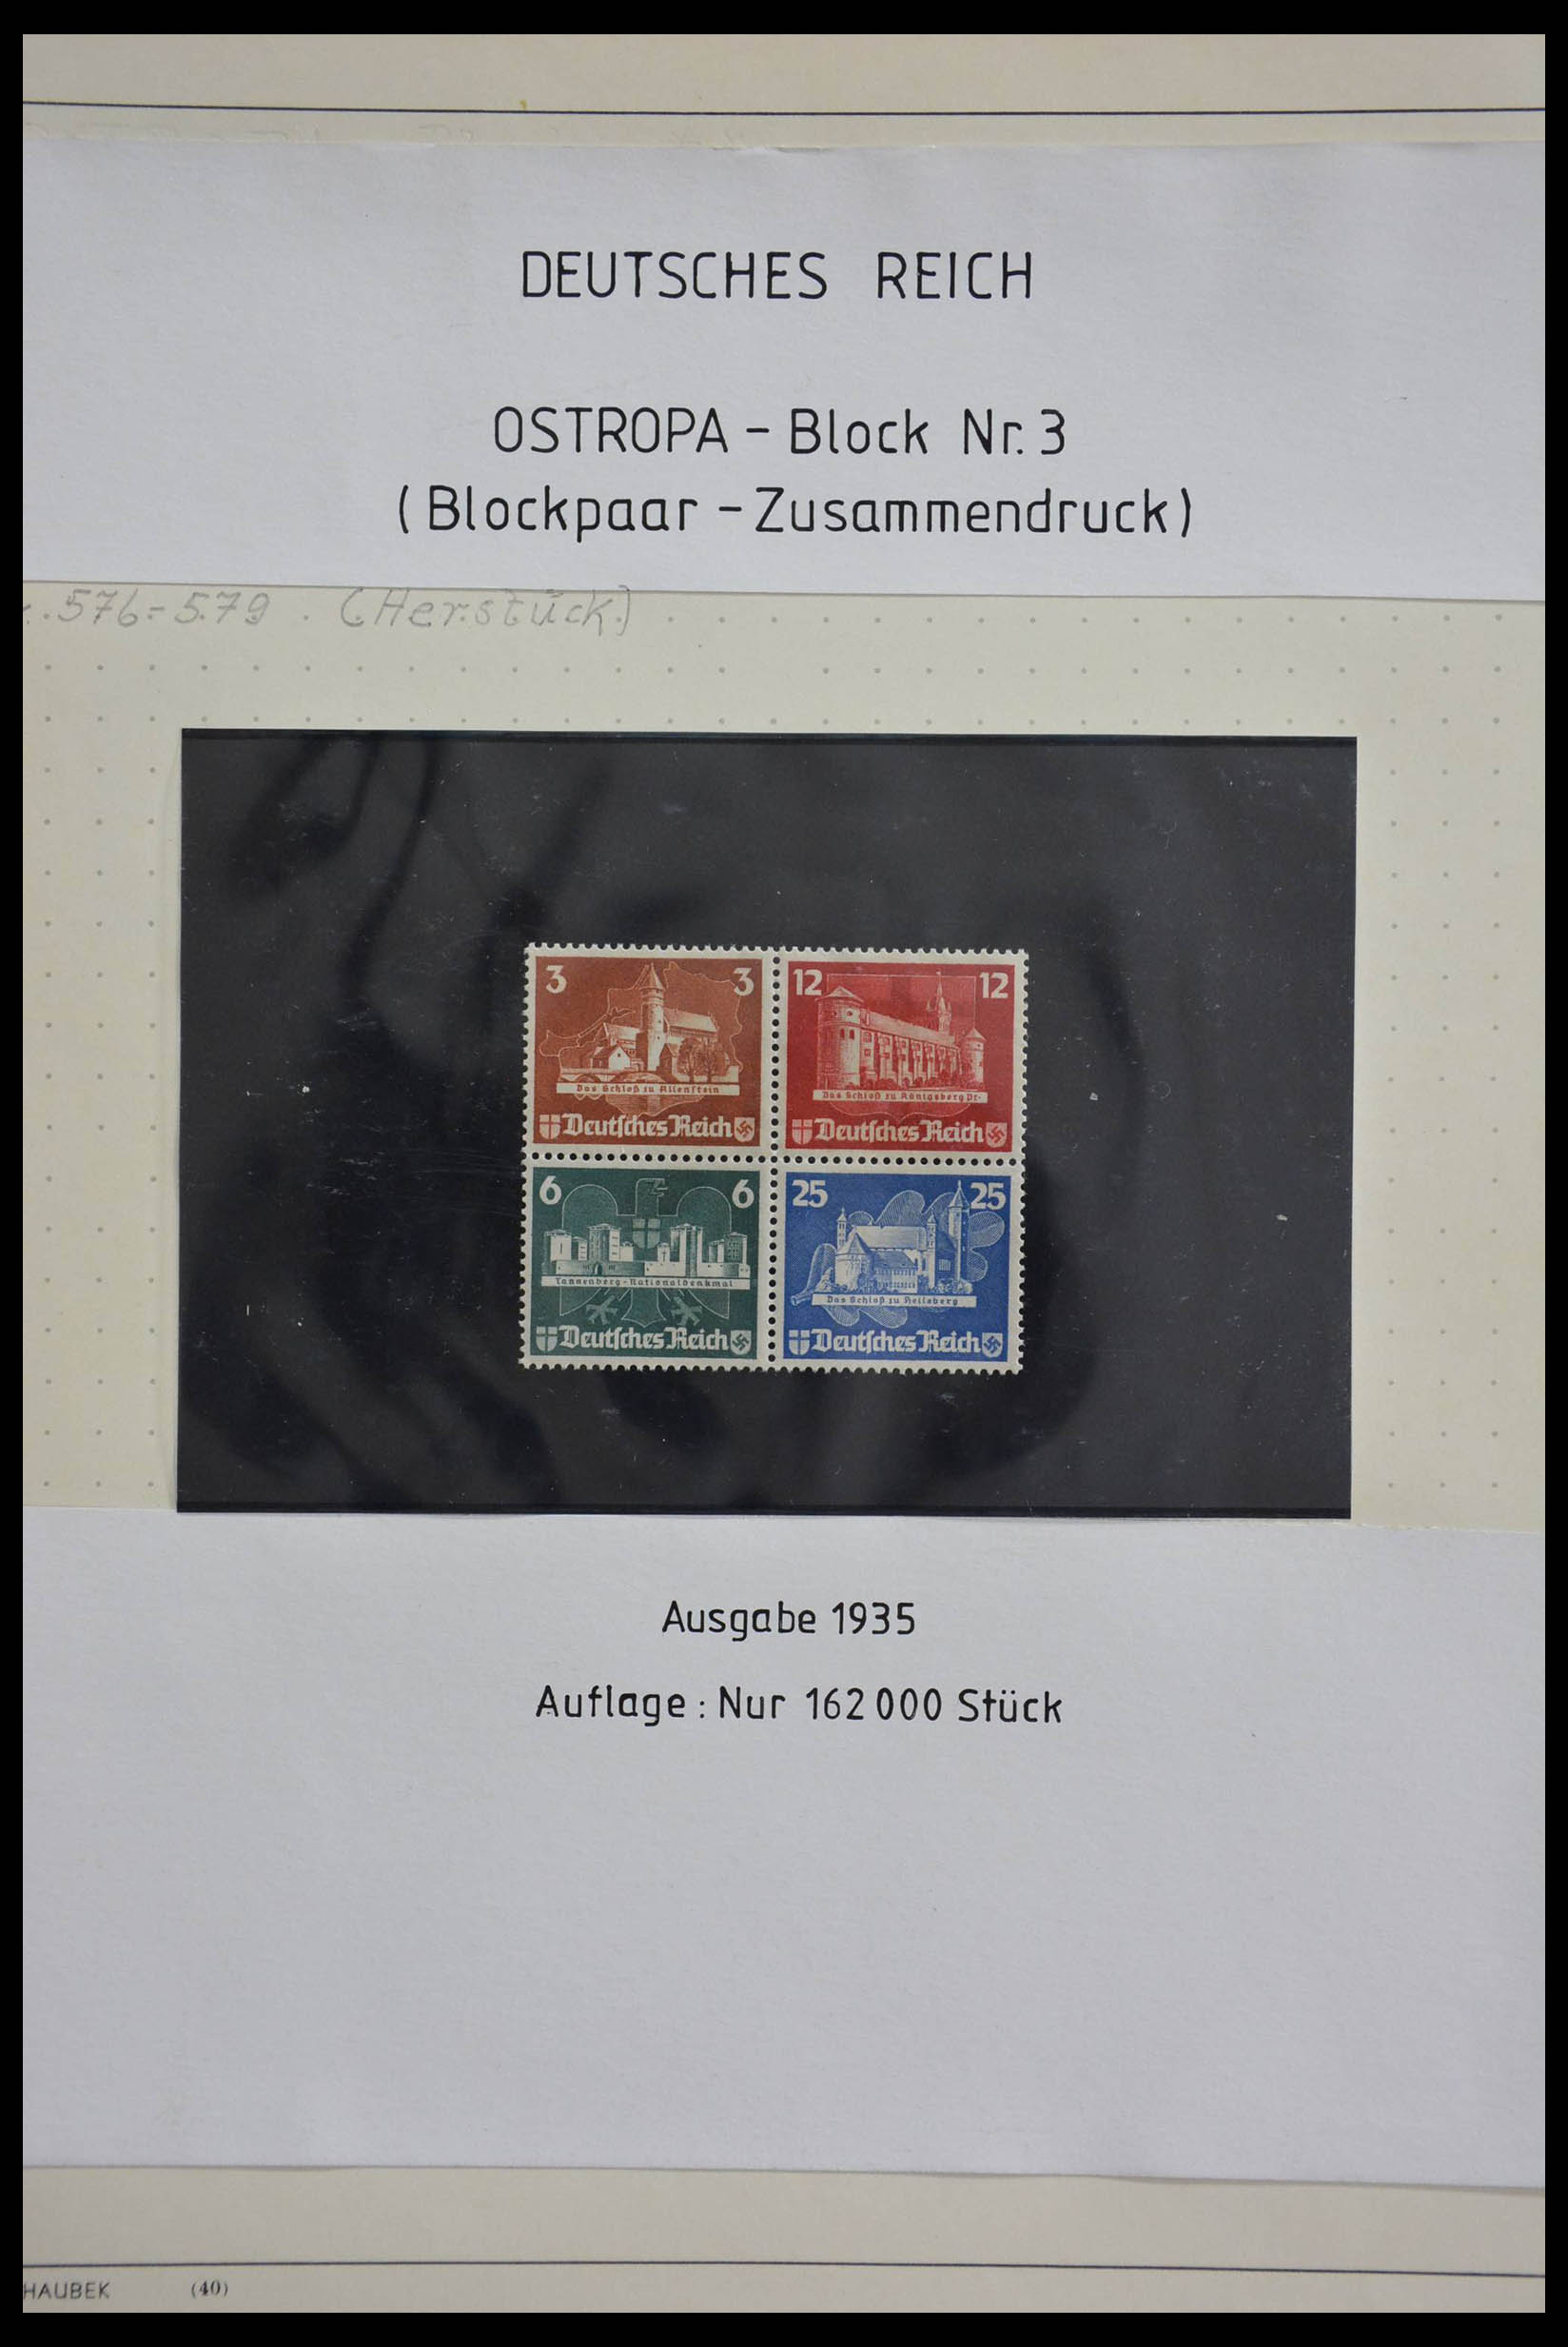 DEUTSCHES REICH
OSTROPA - Block Nr. 3
(Blockpaar - Zusammendruck)
. 576 - 579 . (Herstück)
3 3
Das Schloß zu Allenstein
Deutsches Reich
12 12
Das Schloß zu Königsberg Pr.
Deutsches Reich
6 6
Tannenberg-Nationaldenkmal
Deutsches Reich
25 25
Das Schloß zu Heilsberg
Deutsches Reich
Ausgabe 1935
Auflage : Nur 162 000 Stück
HAUBEK (40)